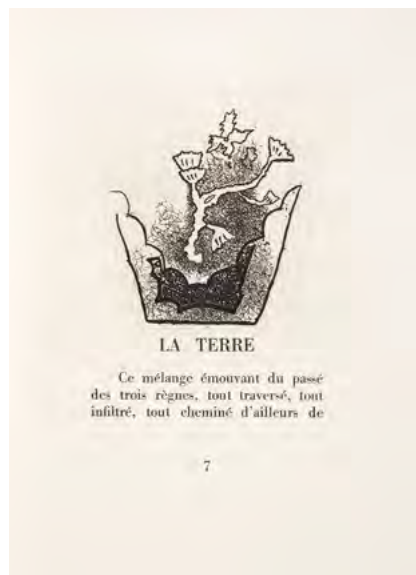 LA TERRE
Ce mélange émouvant du passé
des trois règnes, tout traversé, tout
infiltré, tout cheminé d'ailleurs de
7